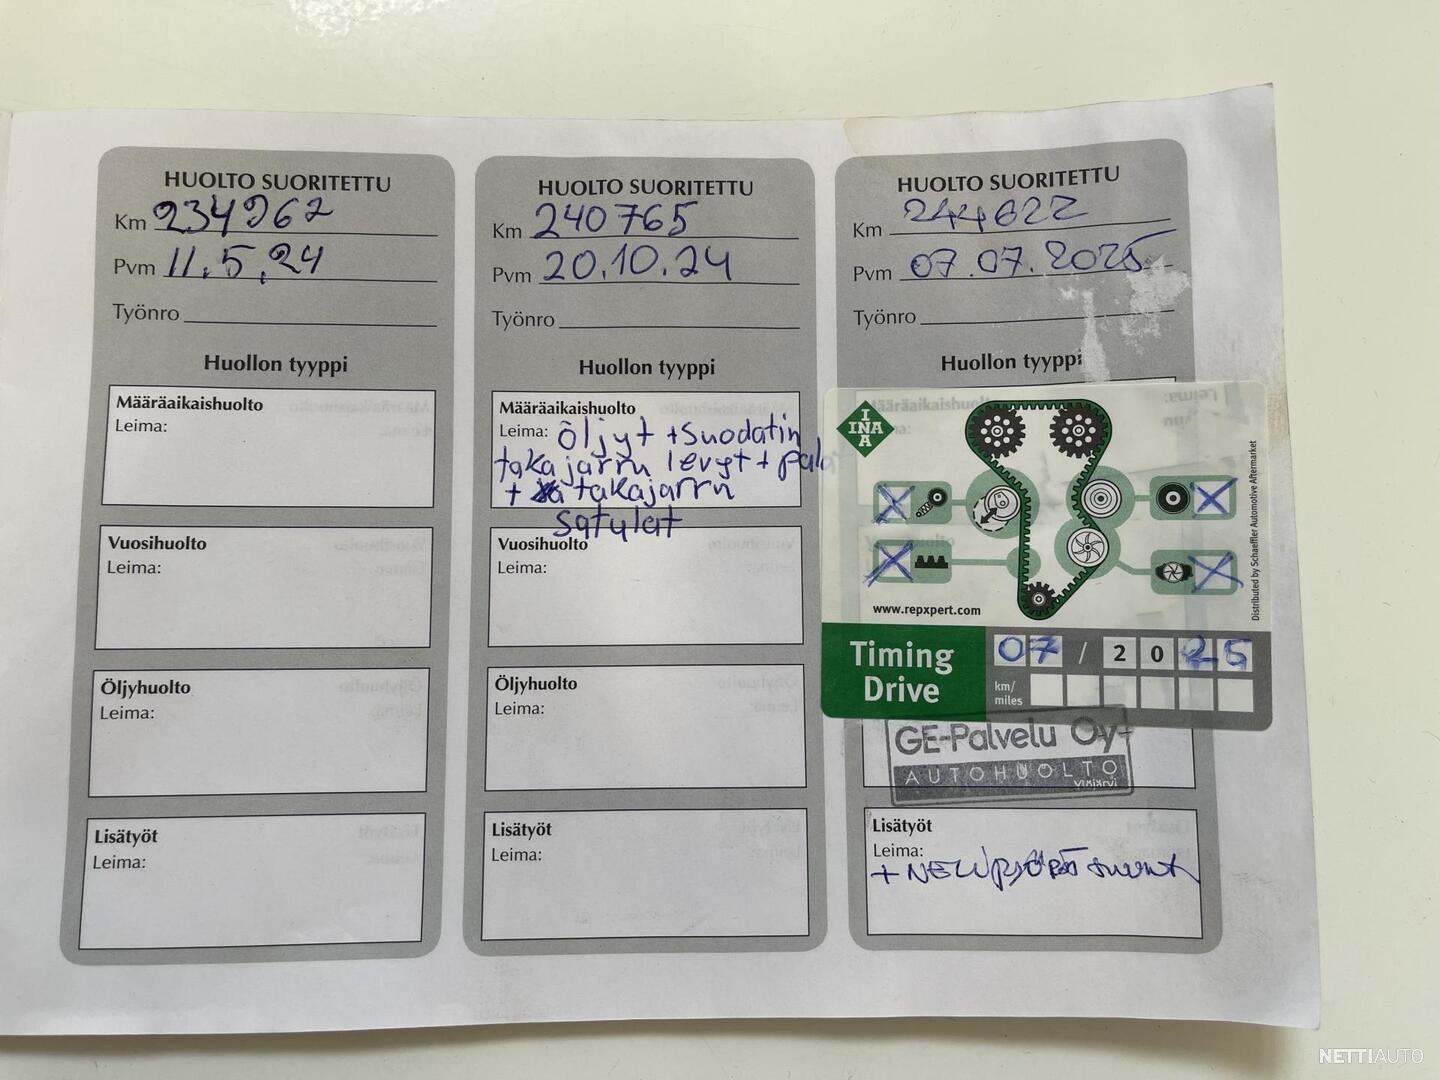 HUOLTO SUORITETTU
Km 234262
Pvm 11.5.24
Työnro
Huollon tyyppi
Määräaikaishuolto
Leima:
Vuosihuolto
Leima:
Öljyhuolto
Leima:
Lisätyöt
Leima:
HUOLTO SUORITETTU
Km 240765
Pvm 20.10.24
Työnro
Huollon tyyppi
Määräaikaishuolto
Leima: öljyt + suodatin
takajarru levyt + palat
+ takajarru
satulat
Vuosihuolto
Leima:
Öljyhuolto
Leima:
Lisätyöt
Leima:
HUOLTO SUORITETTU
Km 244622
Pvm 07.07.2025
Työnro
Huollon tyyppi
Määräaikaishuolto
INA
www.repxpert.com
Distributed by Schaeffler Automotive Aftermarket
Timing
Drive
07 / 2025
km/
miles
GE-Palvelu Oy
AUTOHUOLTO
Lisätyöt
Leima:
NETTIAUTO